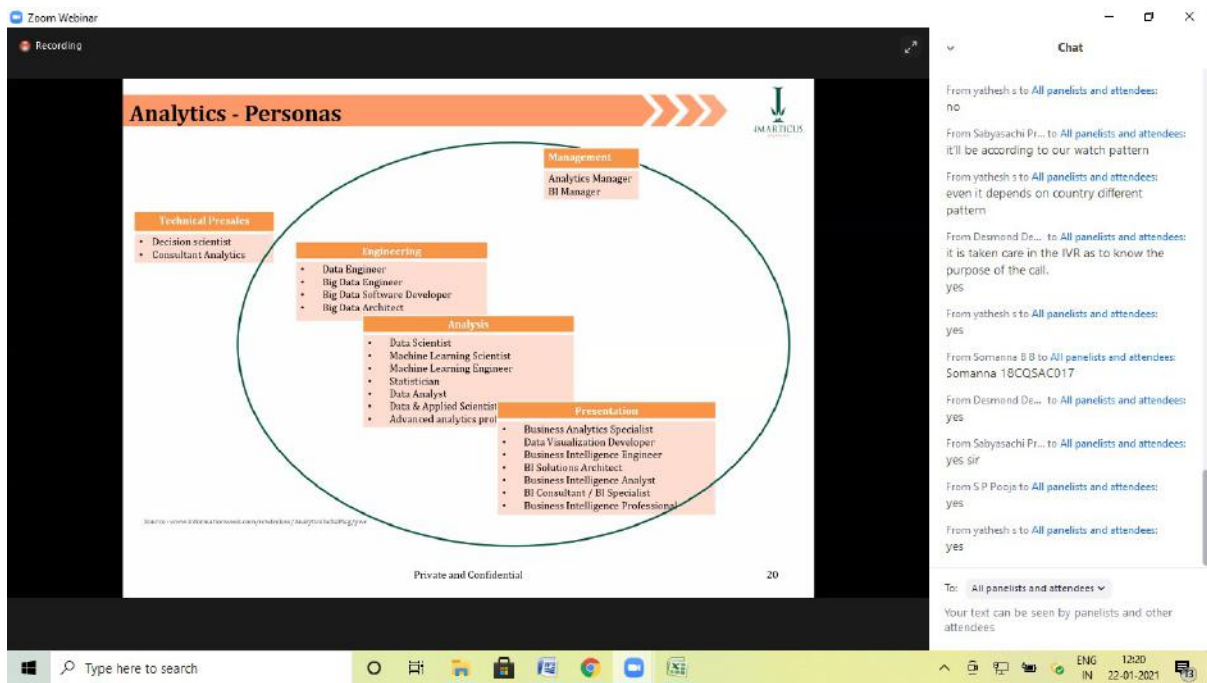 Zoom Webinar
Recording
Analytics - Personas
IMARTICUS
Management
Analytics Manager
BI Manager
Technical Presales
• Decision scientist
• Consultant Analytics
Engineering
• Data Engineer
• Big Data Engineer
• Big Data Software Developer
• Big Data Architect
Analysis
• Data Scientist
• Machine Learning Scientist
• Machine Learning Engineer
• Statistician
• Data Analyst
• Data & Applied Scientist
• Advanced analytics
Presentation
• Business Analytics Specialist
• Data Visualization Developer
• Business Intelligence Engineer
• BI Solutions Architect
• Business Intelligence Analyst
• BI Consultant / BI Specialist
• Business Intelligence Professional
Private and Confidential
20
Chat
From yathesh s to All panelists and attendees:
no
From Sabyasachi Pr... to All panelists and attendees:
it'll be according to our watch pattern
From yathesh s to All panelists and attendees:
even it depends on country different
pattern
From Desmond De... to All panelists and attendees:
it is taken care in the IVR as to know the
purpose of the call.
yes
From yathesh s to All panelists and attendees:
yes
From Somanna B B to All panelists and attendees:
Somanna 18CQSAC017
From Desmond De... to All panelists and attendees:
yes
From Sabyasachi Pr... to All panelists and attendees:
yes sir
From S P Pooja to All panelists and attendees:
yes
From yathesh s to All panelists and attendees:
yes
To: All panelists and attendees
Your text can be seen by panelists and other
attendees
Type here to search
ENG
IN
12:20
22-01-2021